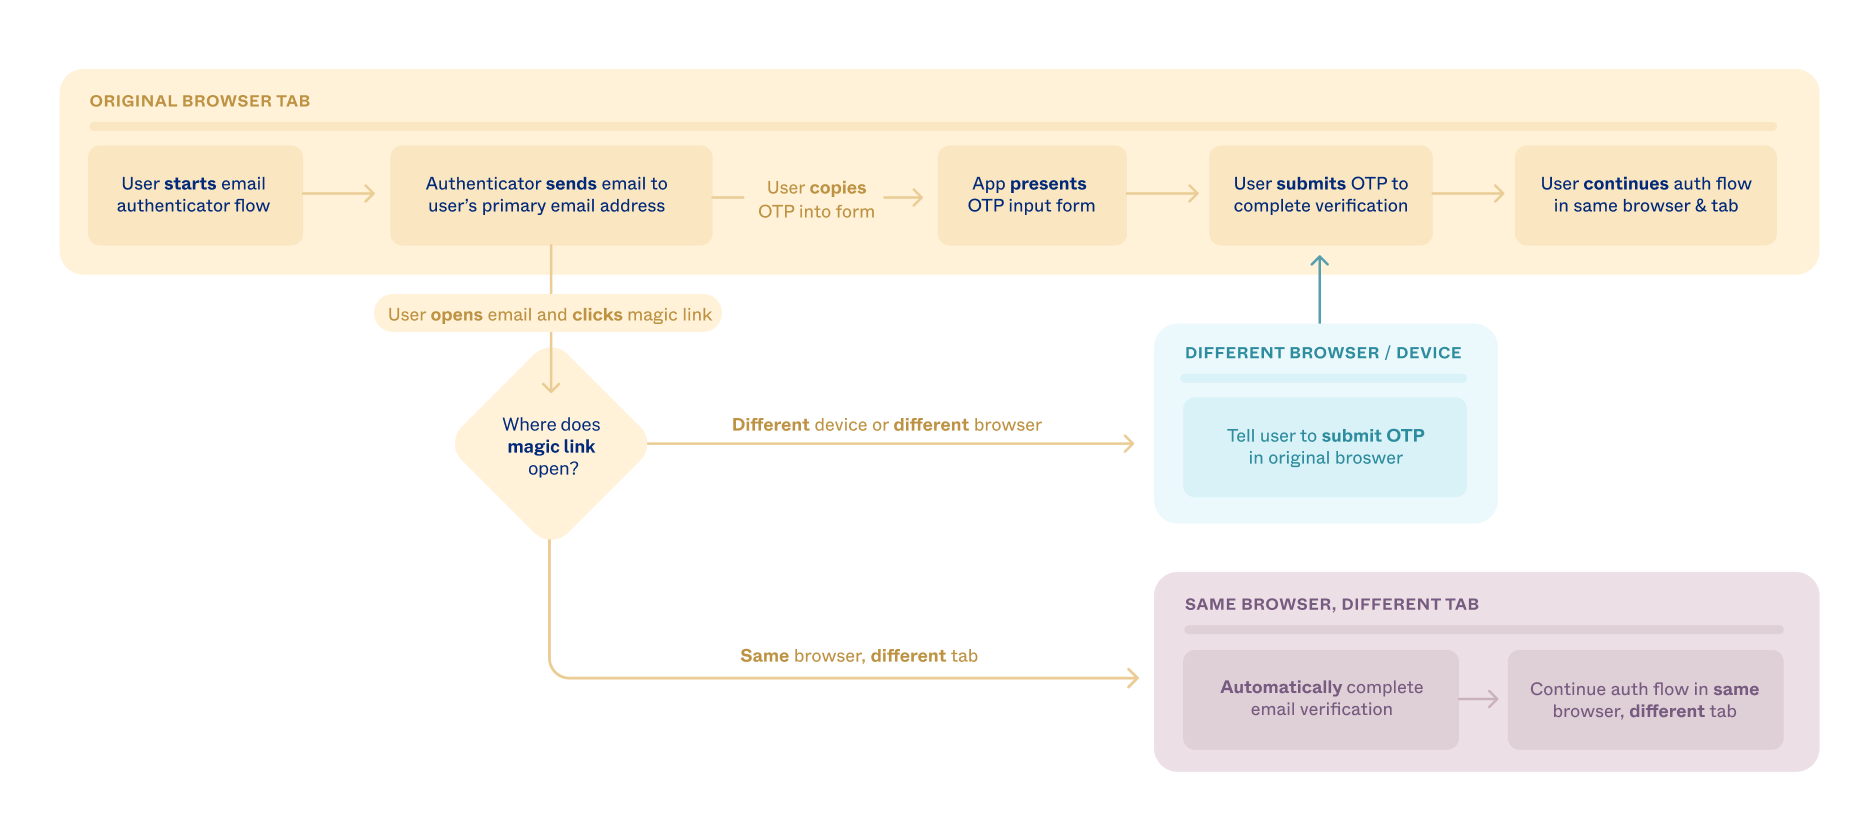 ORIGINAL BROWSER TAB
User starts email
authenticator flow
Authenticator sends email to
user's primary email address
User copies
OTP into form
App presents
OTP input form
User submits OTP to
complete verification
User continues auth flow
in same browser & tab
User opens email and clicks magic link
Where does
magic link
open?
Different device or different browser
DIFFERENT BROWSER / DEVICE
Tell user to submit OTP
in original broswer
Same browser, different tab
SAME BROWSER, DIFFERENT TAB
Automatically complete
email verification
Continue auth flow in same
browser, different tab